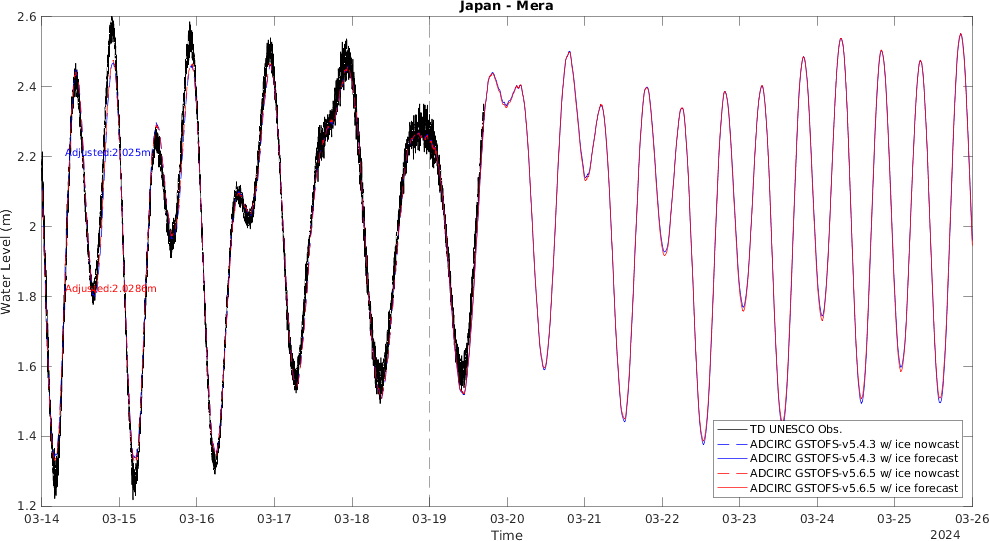 Japan - Mera
2.6
2.4
2.2
2
1.8
1.6
1.4
1.2
Water Level (m)
Adjusted:2.025m
Adjusted:2.0286m
TD UNESCO Obs.
ADCIRC GSTOFS-v5.4.3 w/ ice nowcast
ADCIRC GSTOFS-v5.4.3 w/ ice forecast
ADCIRC GSTOFS-v5.6.5 w/ ice nowcast
ADCIRC GSTOFS-v5.6.5 w/ ice forecast
03-14 03-15 03-16 03-17 03-18 03-19 03-20 03-21 03-22 03-23 03-24 03-25 03-26
Time
2024